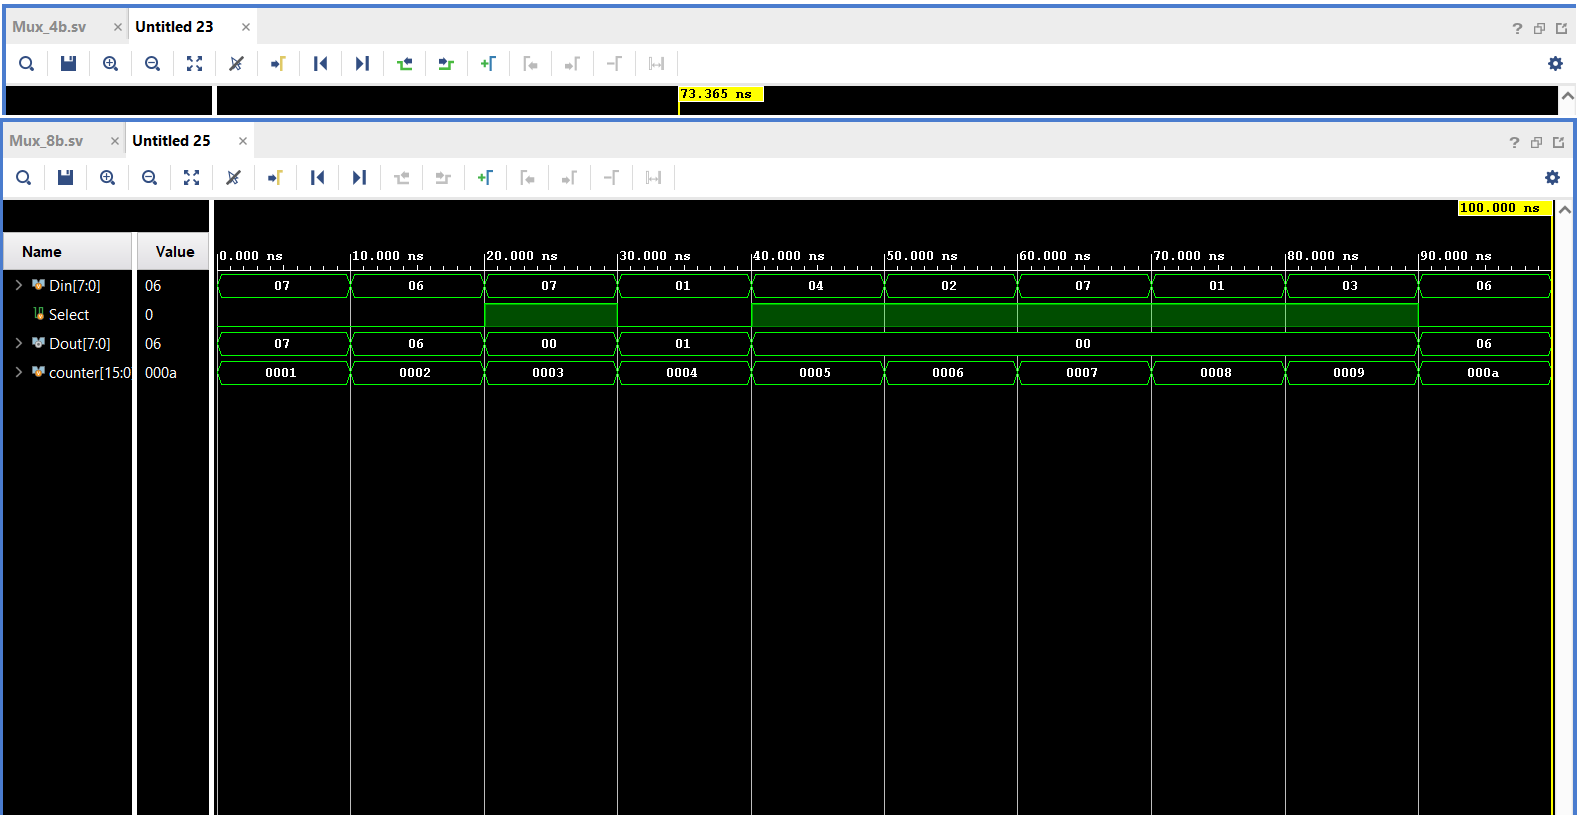 Mux_4b.sv × Untitled 23 ×
?
73.365 ns
Mux_8b.sv × Untitled 25 ×
?
100.000 ns
Name Value
0.000 ns 10.000 ns 20.000 ns 30.000 ns 40.000 ns 50.000 ns 60.000 ns 70.000 ns 80.000 ns 90.000 ns
Din[7:0] 06 07 06 07 01 04 02 07 01 03 06
Select 0
Dout[7:0] 06 07 06 00 01 00 06
counter[15:0 000a 0001 0002 0003 0004 0005 0006 0007 0008 0009 000a